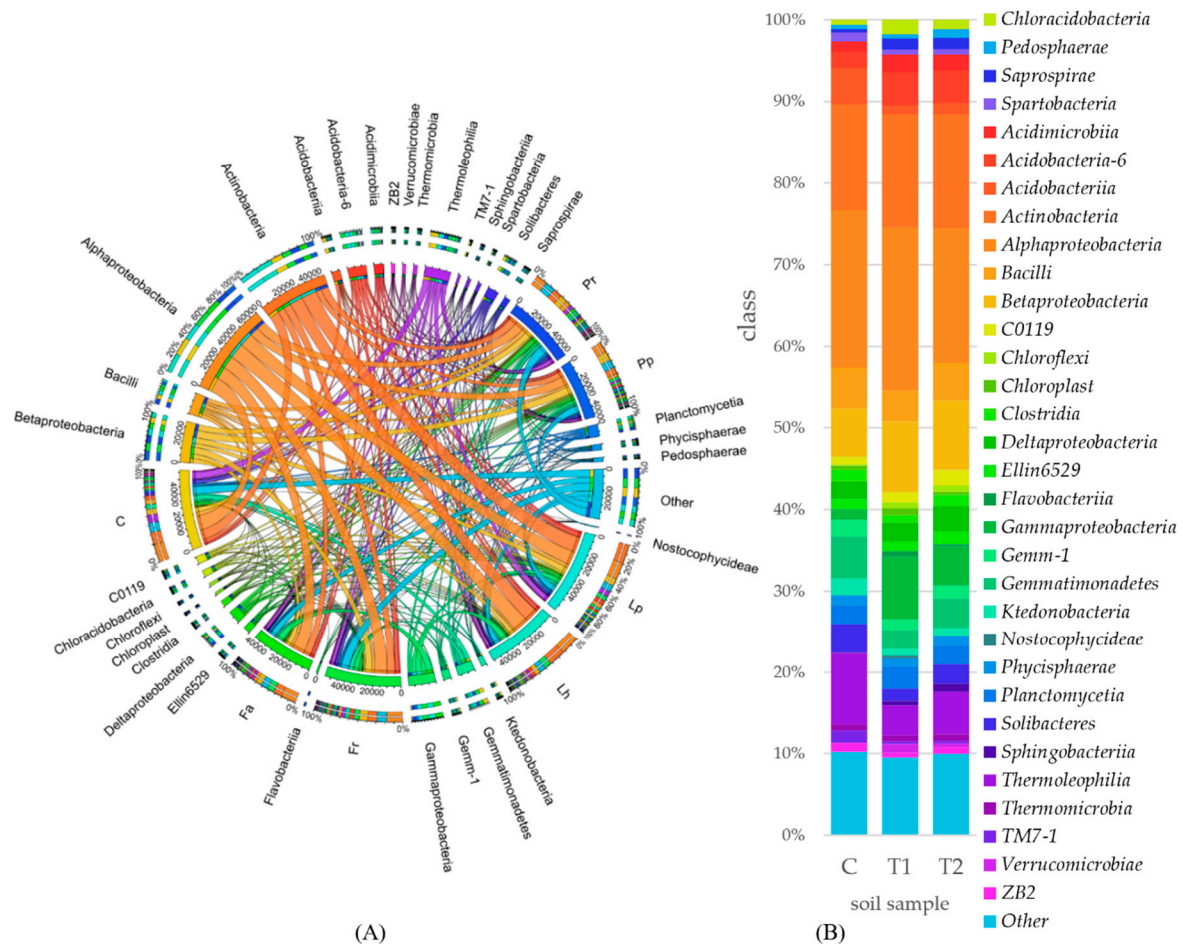 Actinobacteria
Acidobacteriia
Acidobacteria-6
Acidimicrobiia
ZB2
Verrucomicrobiae
Thermomicrobia
Thermoleophilia
TM7-1
Sphingobacteriia
Spartobacteria
Solibacteres
Saprospirae
Pr
Pp
Planctomycetia
Phycisphaerae
Pedosphaerae
Other
Nostocophycideae
Lp
Lh
Ktedonobacteria
Gemmatimonadetes
Gemm-1
Gammaproteobacteria
Fr
Flavobacteriia
Fa
Ellin6529
Deltaproteobacteria
Clostridia
Chloroplast
Chloroflexi
Chloracidobacteria
C0119
C
Betaproteobacteria
Bacilli
Alphaproteobacteria
(A)
100%
90%
80%
70%
60%
50%
40%
30%
20%
10%
0%
class
C T1 T2
soil sample
(B)
Chloracidobacteria
Pedosphaerae
Saprospirae
Spartobacteria
Acidimicrobiia
Acidobacteria-6
Acidobacteriia
Actinobacteria
Alphaproteobacteria
Bacilli
Betaproteobacteria
C0119
Chloroflexi
Chloroplast
Clostridia
Deltaproteobacteria
Ellin6529
Flavobacteriia
Gammaproteobacteria
Gemm-1
Gemmatimonadetes
Ktedonobacteria
Nostocophycideae
Phycisphaerae
Planctomycetia
Solibacteres
Sphingobacteriia
Thermoleophilia
Thermomicrobia
TM7-1
Verrucomicrobiae
ZB2
Other